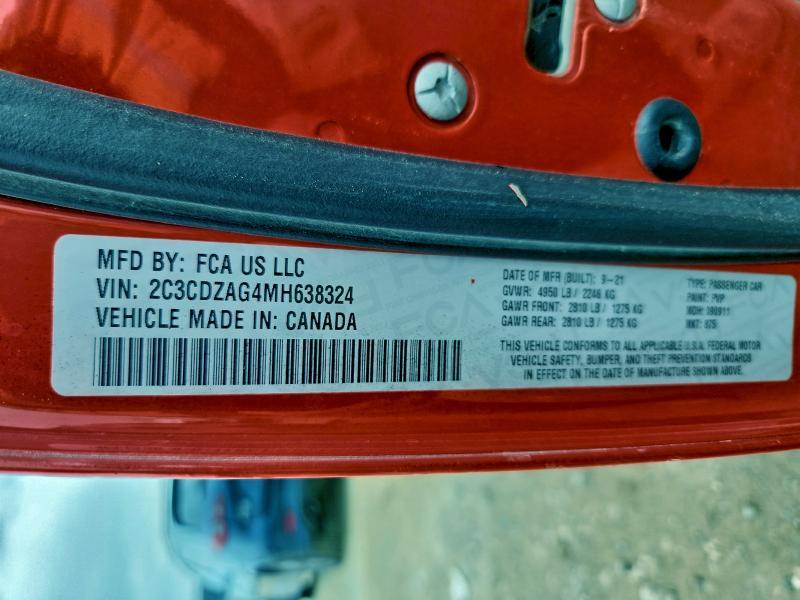 MFD BY: FCA US LLC
VIN: 2C3CDZAG4MH638324
VEHICLE MADE IN: CANADA
DATE OF MFR (BUILT): 9-21
GVWR: 4950 LB / 2246 KG
GAWR FRONT: 2810 LB / 1275 KG
GAWR REAR: 2810 LB / 1275 KG
TYPE: PASSENGER CAR
PAINT:
MDH: 090911
THIS VEHICLE CONFORMS TO ALL APPLICABLE U.S.A. FEDERAL MOTOR
VEHICLE SAFETY, BUMPER, AND THEFT PREVENTION STANDARDS
IN EFFECT ON THE DATE OF MANUFACTURE SHOWN ABOVE.